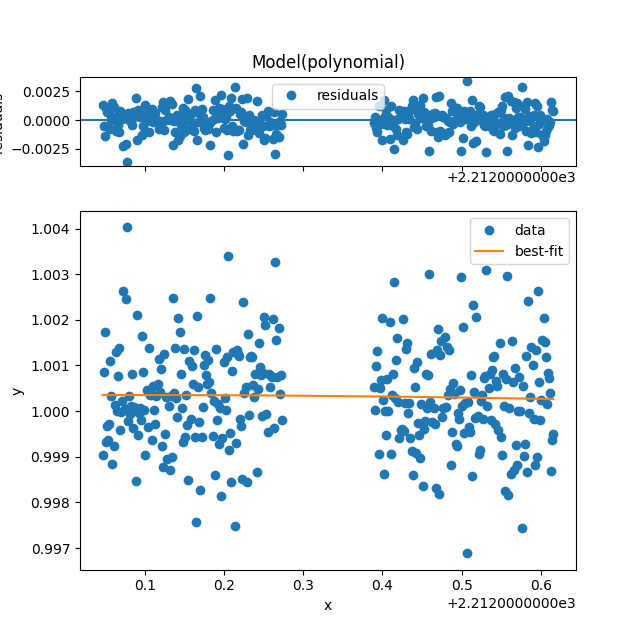 Model(polynomial)
residuals
0.0025
0.0000
−0.0025
residuals
+2.2120000000e3
1.004
1.003
1.002
1.001
1.000
0.999
0.998
0.997
y
data
best-fit
0.1
0.2
0.3
0.4
0.5
0.6
x
+2.2120000000e3